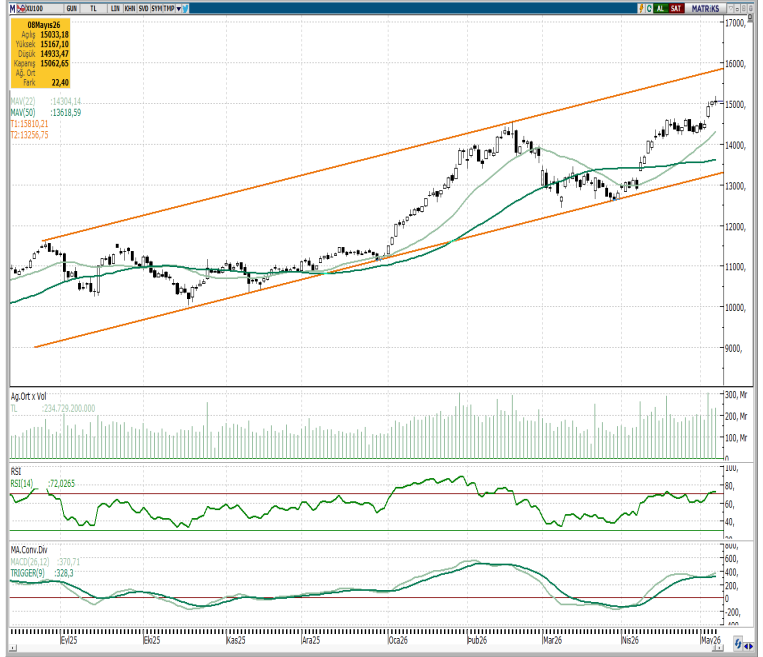 M XU100 GUN TL LIN KHN SVD SYM TMP C AL SAT MATRiKS
08Mayıs26
Açılış 15033,18
Yüksek 15167,10
Düşük 14933,47
Kapanış 15062,65
Ağ. Ort
Fark 22,40
MAV(22) :14304,14
MAV(50) :13618,59
T1:15810,21
T2:13256,75
17000,
16000,
15000,
14000,
13000,
12000,
11000,
10000,
9000,
Ag.Ort x Vol
TL :234.729.200.000
300, Mr
200, Mr
100, Mr
0
RSI
RSI(14) :72,0265
100,
80,
60,
40,
20
MA.Conv.Div
MACD(26,12) :370,71
TRIGGER(9) :328,3
800,
600,
400,
200,
0
-200,
-400
Eyl25 Eki25 Kas25 Ara25 Oca26 Şub26 Mar26 Nis26 May26